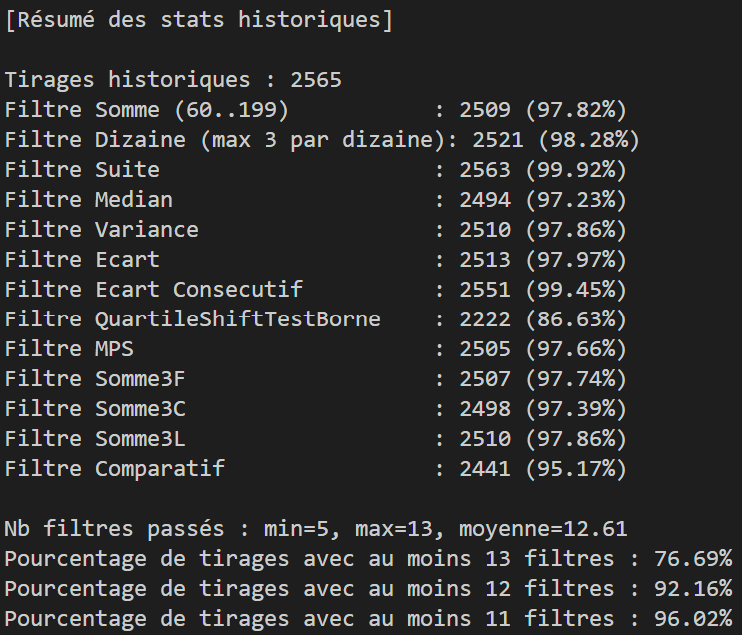 [Résumé des stats historiques]

Tirages historiques : 2565
Filtre Somme (60..199)          : 2509 (97.82%)
Filtre Dizaine (max 3 par dizaine): 2521 (98.28%)
Filtre Suite                    : 2563 (99.92%)
Filtre Median                   : 2494 (97.23%)
Filtre Variance                 : 2510 (97.86%)
Filtre Ecart                    : 2513 (97.97%)
Filtre Ecart Consecutif         : 2551 (99.45%)
Filtre QuartileShiftTestBorne   : 2222 (86.63%)
Filtre MPS                      : 2505 (97.66%)
Filtre Somme3F                  : 2507 (97.74%)
Filtre Somme3C                  : 2498 (97.39%)
Filtre Somme3L                  : 2510 (97.86%)
Filtre Comparatif               : 2441 (95.17%)

Nb filtres passés : min=5, max=13, moyenne=12.61
Pourcentage de tirages avec au moins 13 filtres : 76.69%
Pourcentage de tirages avec au moins 12 filtres : 92.16%
Pourcentage de tirages avec au moins 11 filtres : 96.02%